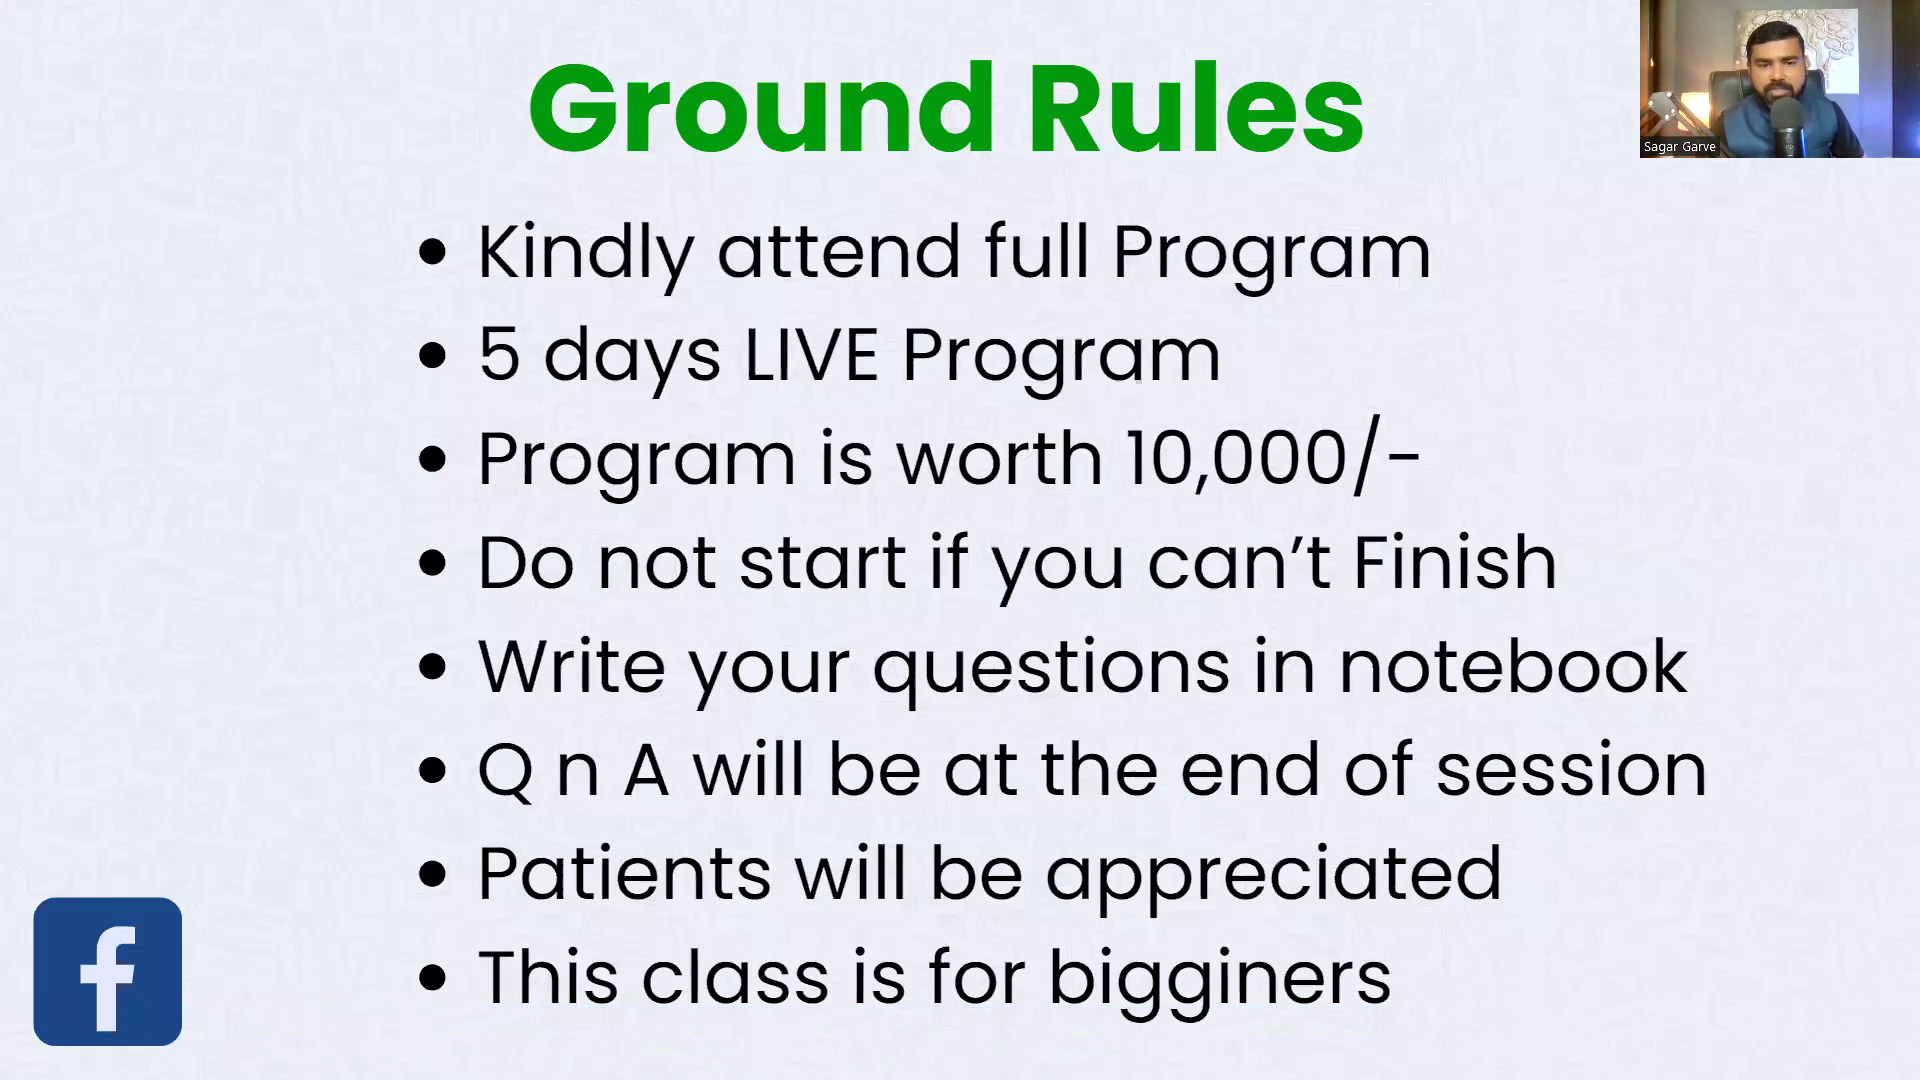 Ground Rules
Sagar Garve
• Kindly attend full Program
• 5 days LIVE Program
• Program is worth 10,000/-
• Do not start if you can’t Finish
• Write your questions in notebook
• Q n A will be at the end of session
• Patients will be appreciated
• This class is for bigginers
f